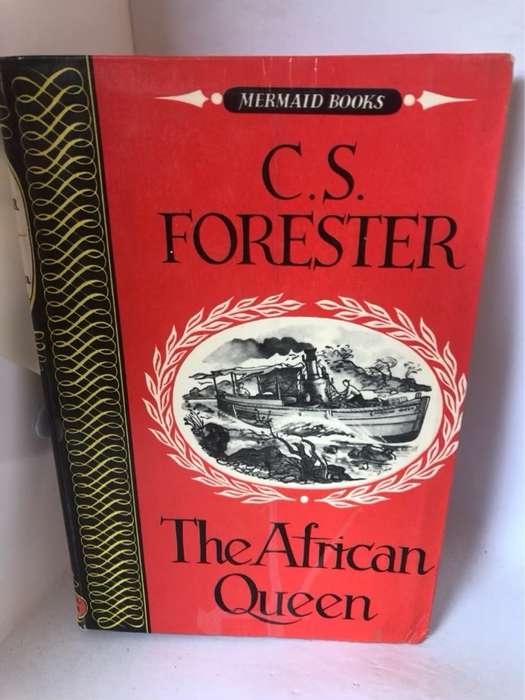 MERMAID BOOKS
C.S.
FORESTER
The African
Queen